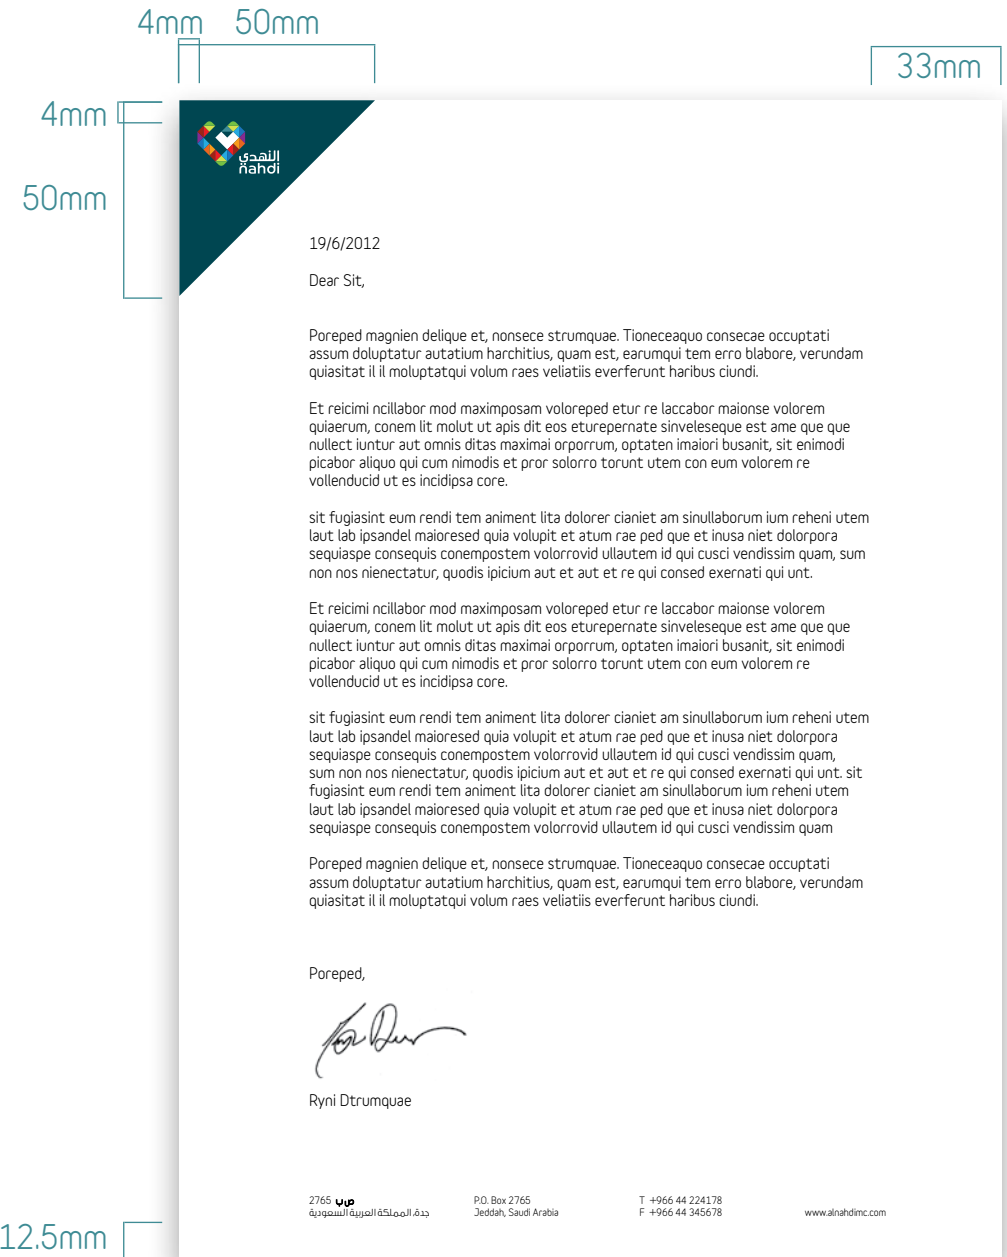 4mm 50mm
33mm
4mm
50mm
النهدي
nahdi
19/6/2012
Dear Sit,
Poreped magnien delique et, nonsece strumquae. Tioneceaquo consecae occuptati
assum doluptatur autatium harchitius, quam est, earumqui tem erro blabore, verundam
quiasitat il il moluptatqui volum raes veliatiis everferunt haribus ciundi.
Et reicimi ncillabor mod maximposam voloreped etur re laccabor maionse volorem
quiaerum, conem lit molut ut apis dit eos eturepernate sinveleseque est ame que que
nullect iuntur aut omnis ditas maximai orporrum, optaten imaiori busanit, sit enimodi
picabor aliquo qui cum nimodis et pror solorro torunt utem con eum volorem re
vollenducid ut es incidipsa core.
sit fugiasint eum rendi tem animent lita dolorer cianiet am sinullaborum ium reheni utem
laut lab ipsandel maioresed quia volupit et atum rae ped que et inusa niet dolorpora
sequiaspe consequis conempostem volorrovid ullautem id qui cusci vendissim quam, sum
non nos nienectatur, quodis ipicium aut et aut et re qui consed exernati qui unt.
Et reicimi ncillabor mod maximposam voloreped etur re laccabor maionse volorem
quiaerum, conem lit molut ut apis dit eos eturepernate sinveleseque est ame que que
nullect iuntur aut omnis ditas maximai orporrum, optaten imaiori busanit, sit enimodi
picabor aliquo qui cum nimodis et pror solorro torunt utem con eum volorem re
vollenducid ut es incidipsa core.
sit fugiasint eum rendi tem animent lita dolorer cianiet am sinullaborum ium reheni utem
laut lab ipsandel maioresed quia volupit et atum rae ped que et inusa niet dolorpora
sequiaspe consequis conempostem volorrovid ullautem id qui cusci vendissim quam,
sum non nos nienectatur, quodis ipicium aut et aut et re qui consed exernati qui unt. sit
fugiasint eum rendi tem animent lita dolorer cianiet am sinullaborum ium reheni utem
laut lab ipsandel maioresed quia volupit et atum rae ped que et inusa niet dolorpora
sequiaspe consequis conempostem volorrovid ullautem id qui cusci vendissim quam
Poreped magnien delique et, nonsece strumquae. Tioneceaquo consecae occuptati
assum doluptatur autatium harchitius, quam est, earumqui tem erro blabore, verundam
quiasitat il il moluptatqui volum raes veliatiis everferunt haribus ciundi.
Poreped,
Ryni Dtrumquae
ص ب 2765
جدة، المملكة العربية السعودية
P.O. Box 2765
Jeddah, Saudi Arabia
T +966 44 224178
F +966 44 345678
www.alnahdimc.com
12.5mm